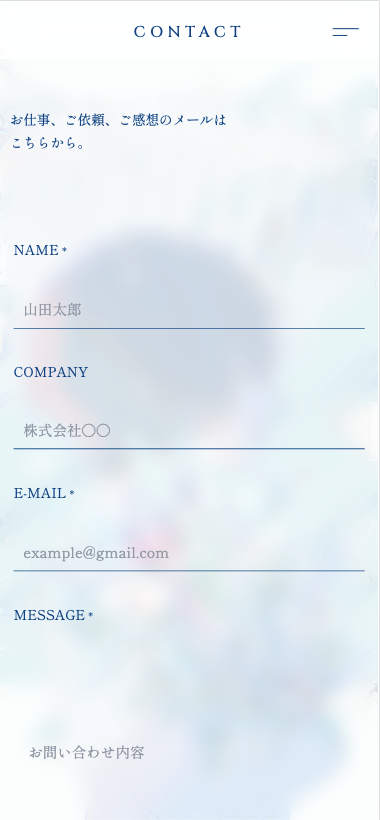 CONTACT
お仕事、ご依頼、ご感想のメールは
こちらから。
NAME *
山田太郎
COMPANY
株式会社〇〇
E-MAIL *
example@gmail.com
MESSAGE *
お問い合わせ内容